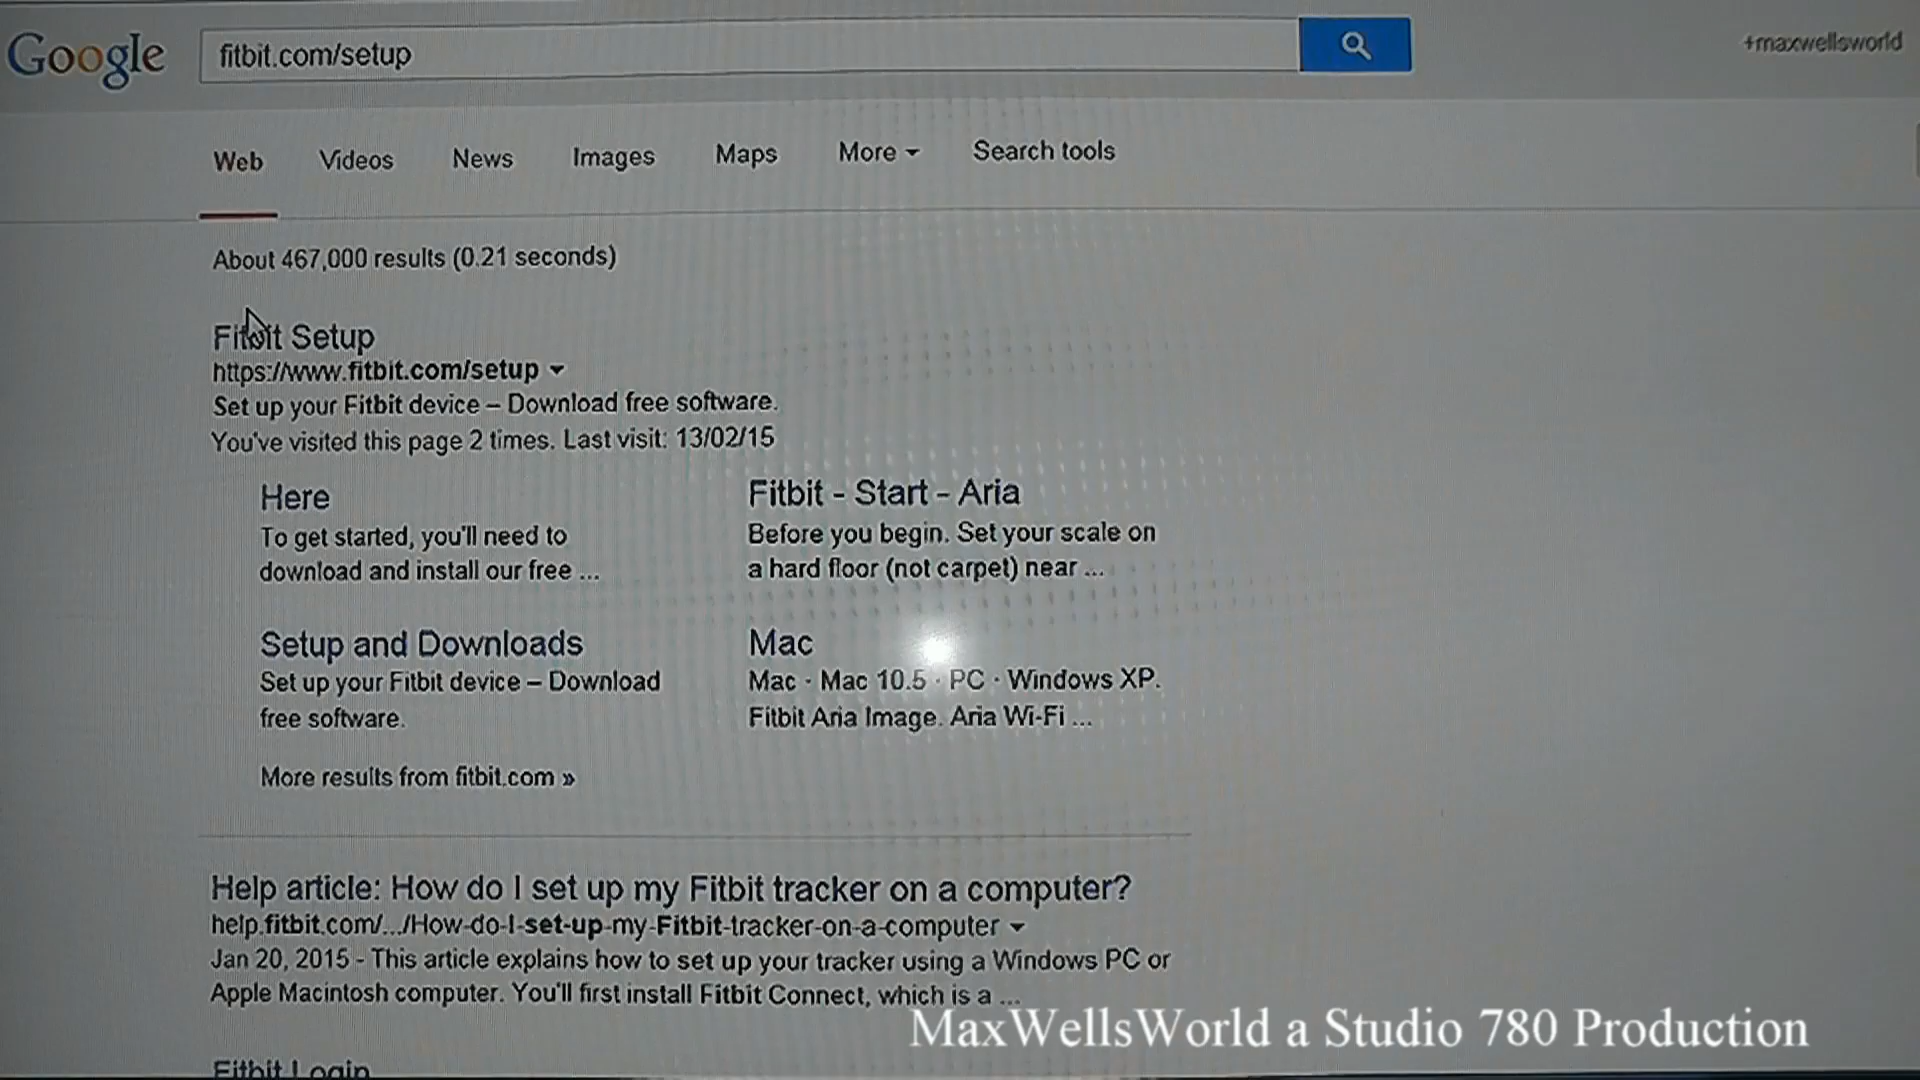 Google
fitbit.com/setup
+maxwellsworld
Web Videos News Images Maps More Search tools
About 467,000 results (0.21 seconds)
Fitbit Setup
https://www.fitbit.com/setup
Set up your Fitbit device – Download free software.
You've visited this page 2 times. Last visit: 13/02/15
Here
To get started, you'll need to
download and install our free ...
Fitbit - Start - Aria
Before you begin. Set your scale on
a hard floor (not carpet) near ...
Setup and Downloads
Set up your Fitbit device – Download
free software.
Mac
Mac · Mac 10.5 · PC · Windows XP.
Fitbit Aria Image. Aria Wi-Fi ...
More results from fitbit.com »
Help article: How do I set up my Fitbit tracker on a computer?
help.fitbit.com/.../How-do-I-set-up-my-Fitbit-tracker-on-a-computer
Jan 20, 2015 - This article explains how to set up your tracker using a Windows PC or
Apple Macintosh computer. You'll first install Fitbit Connect, which is a ...
MaxWellsWorld a Studio 780 Production
Fitbit Login